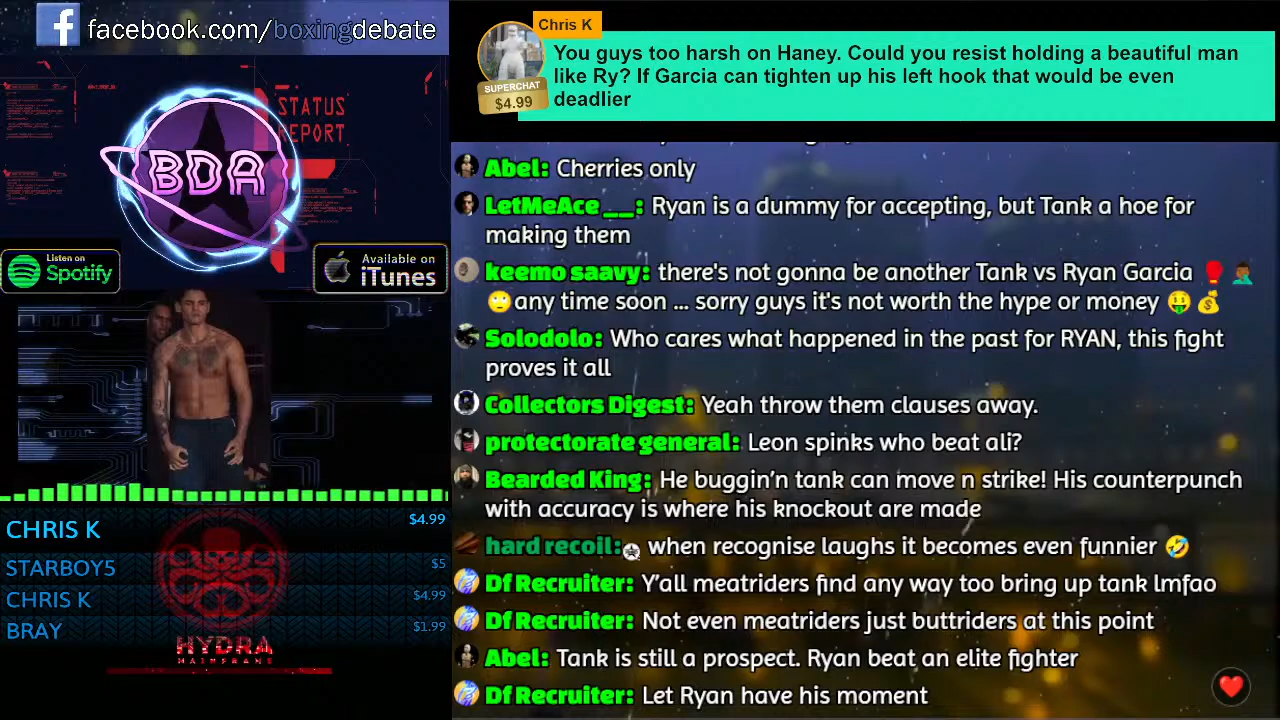 facebook.com/boxingdebate
STATUS
REPORT
BDA
Listen on
Spotify
Available on
iTunes
CHRIS K $4.99
STARBOY5 $5
CHRIS K $4.99
BRAY $1.99
HYDRA
MAINFRAME
Chris K
SUPERCHAT
$4.99
You guys too harsh on Haney. Could you resist holding a beautiful man
like Ry? If Garcia can tighten up his left hook that would be even
deadlier
Abel: Cherries only
LetMeAce __: Ryan is a dummy for accepting, but Tank a hoe for
making them
keemo saavy: there's not gonna be another Tank vs Ryan Garcia 🥊🤦🏾‍♂️
🙄any time soon ... sorry guys it's not worth the hype or money 🤑💰
Solodolo: Who cares what happened in the past for RYAN, this fight
proves it all
Collectors Digest: Yeah throw them clauses away.
protectorate general: Leon spinks who beat ali?
Bearded King: He buggin’n tank can move n strike! His counterpunch
with accuracy is where his knockout are made
hard recoil: when recognise laughs it becomes even funnier 🤣
Df Recruiter: Y’all meatriders find any way too bring up tank lmfao
Df Recruiter: Not even meatriders just buttriders at this point
Abel: Tank is still a prospect. Ryan beat an elite fighter
Df Recruiter: Let Ryan have his moment